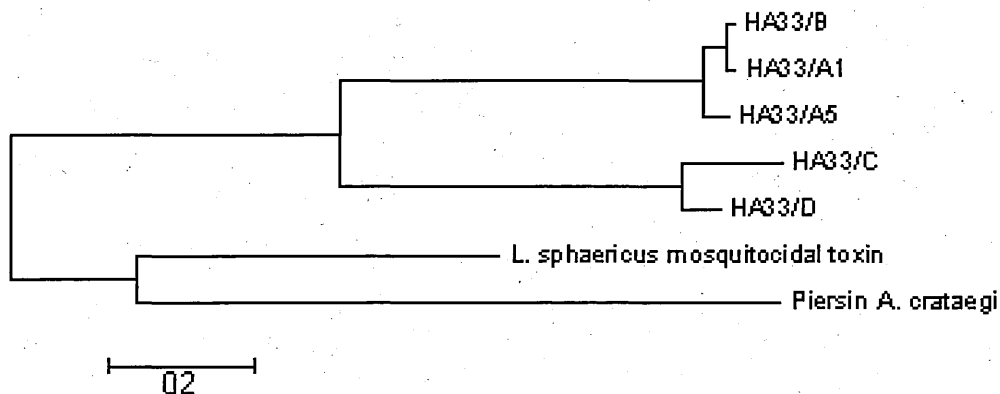 HA33/B
HA33/A1
HA33/A5
HA33/C
HA33/D
L. sphaericus mosquitocidal toxin
Piersin A. crataegi
02